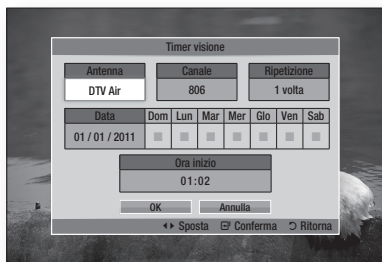 Timer visione
Antenna Canale Ripetizione
DTV Air 806 1 volta
Data Dom Lun Mar Mer Glo Ven Sab
01 / 01 / 2011
Ora inizio
01:02
OK Annulla
Sposta Conferma Ritorna